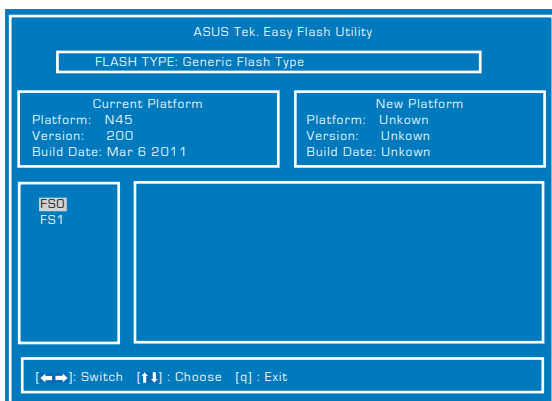 ASUS Tek. Easy Flash Utility
FLASH TYPE: Generic Flash Type
Current Platform
Platform: N45
Version: 200
Build Date: Mar 6 2011
New Platform
Platform: Unkown
Version: Unkown
Build Date: Unkown
FS0
FS1
[←→]: Switch [↑↓] : Choose [q] : Exit